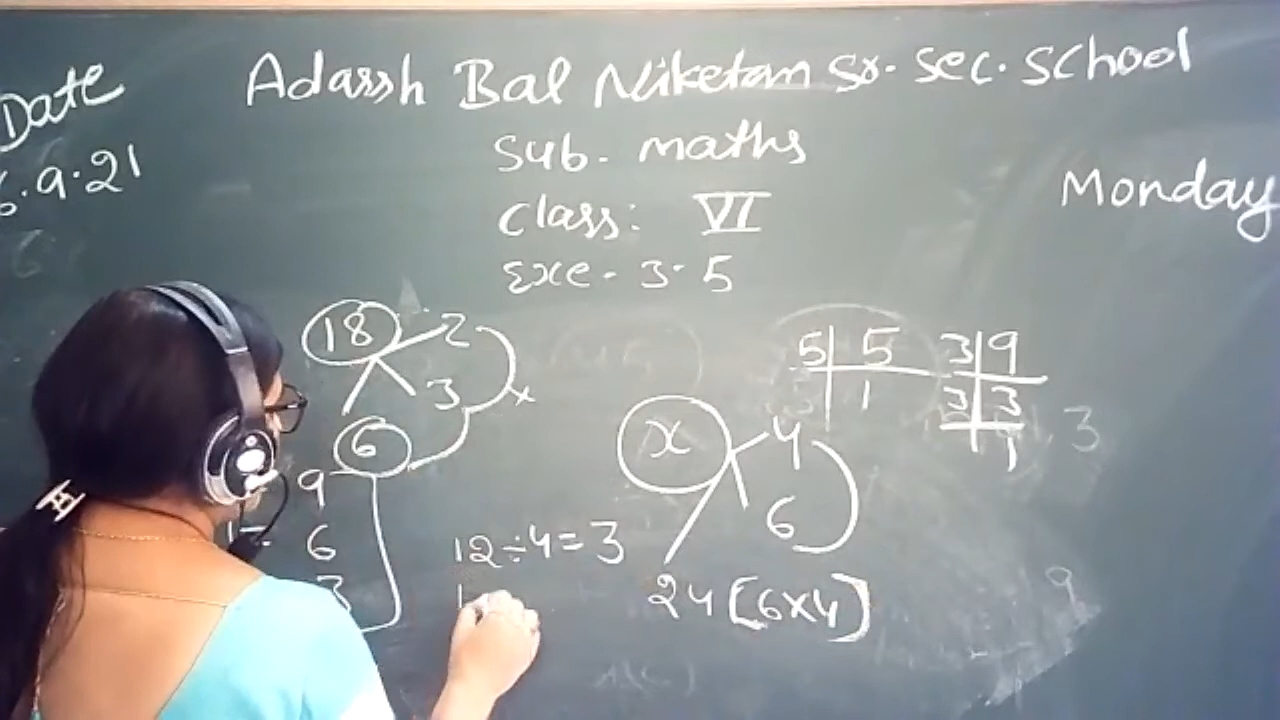 Adarsh Bal Niketan Sr. Sec. School
Date
6.9.21
Sub. maths
Class: VI
Monday
Exe. 3.5
18 2
3 x
6
9
6
3
12÷4=3
1
x 4
6
24 [6x4]
5 | 5
1
3 | 9
3 | 3
1